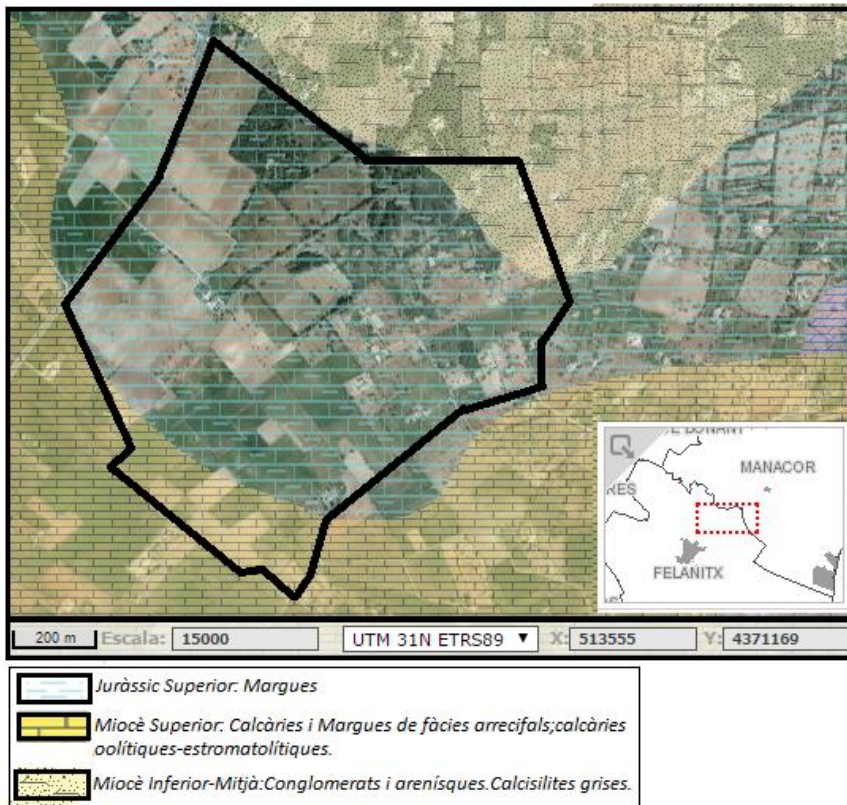 MANACOR
FELANITX
200 m Escala: 15000 UTM 31N ETRS89 X: 513555 Y: 4371169
Juràssic Superior: Margues
Miocè Superior: Calcàries i Margues de fàcies arrecifals;calcàries
oolítiques-estromatolítiques.
Miocè Inferior-Mitjà:Conglomerats i arenísques.Calcisilites grises.